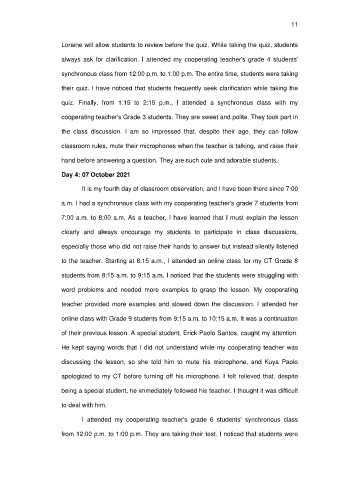 11
Loraine will allow students to review before the quiz. While taking the quiz, students
always ask for clarification. I attended my cooperating teacher's grade 4 students'
synchronous class from 12:00 p.m. to 1:00 p.m. The entire time, students were taking
their quiz. I have noticed that students frequently seek clarification while taking the
quiz. Finally, from 1:15 to 2:15 p.m., I attended a synchronous class with my
cooperating teacher's Grade 3 students. They are sweet and polite. They took part in
the class discussion. I am so impressed that, despite their age, they can follow
classroom rules, mute their microphones when the teacher is talking, and raise their
hand before answering a question. They are such cute and adorable students.
Day 4: 07 October 2021
It is my fourth day of classroom observation, and I have been there since 7:00
a.m. I had a synchronous class with my cooperating teacher's grade 7 students from
7:00 a.m. to 8:00 a.m. As a teacher, I have learned that I must explain the lesson
clearly and always encourage my students to participate in class discussions,
especially those who did not raise their hands to answer but instead silently listened
to the teacher. Starting at 8:15 a.m., I attended an online class for my CT Grade 8
students from 8:15 a.m. to 9:15 a.m. I noticed that the students were struggling with
word problems and needed more examples to grasp the lesson. My cooperating
teacher provided more examples and slowed down the discussion. I attended her
online class with Grade 9 students from 9:15 a.m. to 10:15 a.m. It was a continuation
of their previous lesson. A special student, Erick Paolo Santos, caught my attention.
He kept saying words that I did not understand while my cooperating teacher was
discussing the lesson, so she told him to mute his microphone, and Kuya Paolo
apologized to my CT before turning off his microphone. I felt relieved that, despite
being a special student, he immediately followed his teacher. I thought it was difficult
to deal with him.
I attended my cooperating teacher's grade 6 students' synchronous class
from 12:00 p.m. to 1:00 p.m. They are taking their test. I noticed that students were